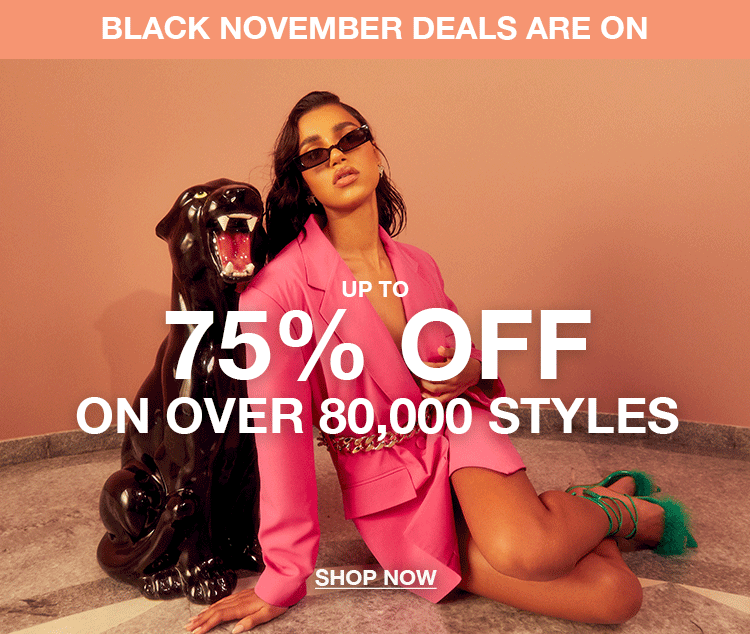 BLACK NOVEMBER DEALS ARE ON
UP TO
75% OFF
ON OVER 80,000 STYLES
SHOP NOW